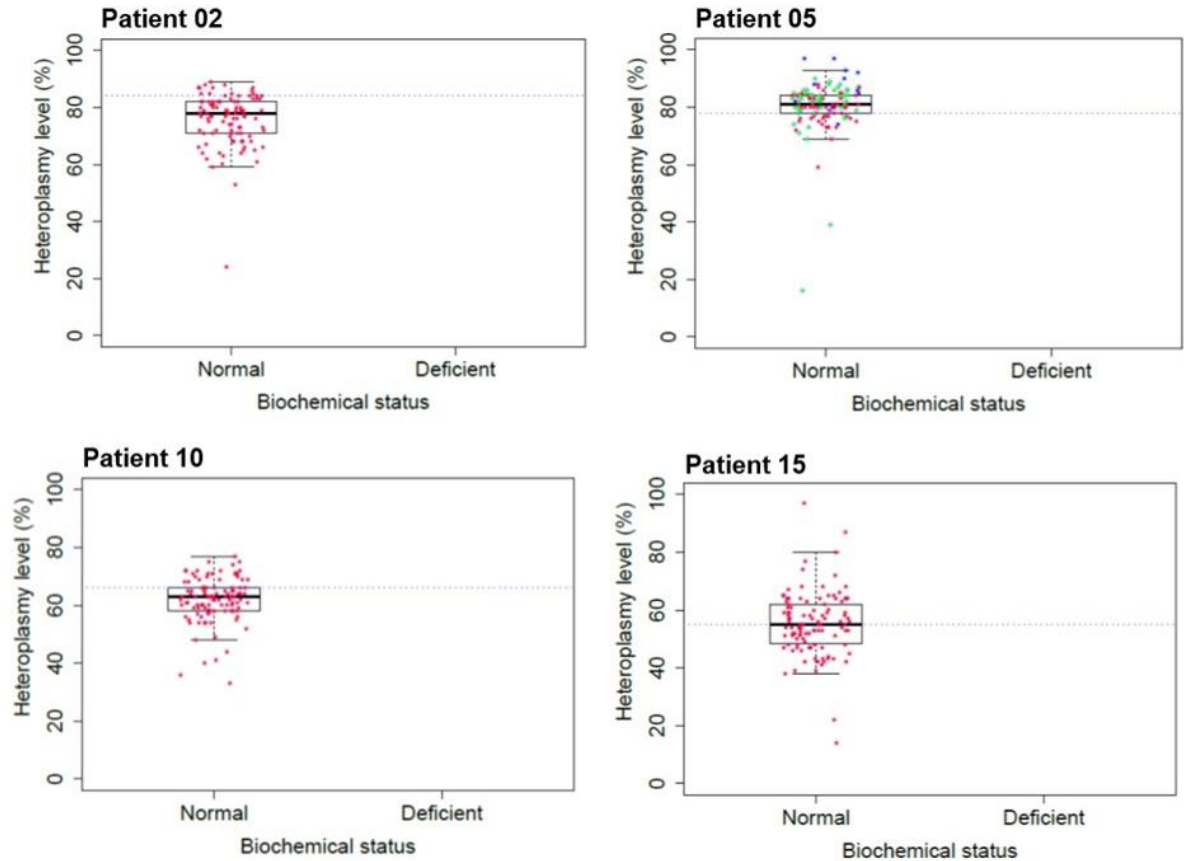 Patient 02
Heteroplasmy level (%)
100
80
60
40
20
0
Normal Deficient
Biochemical status
Patient 05
Heteroplasmy level (%)
100
80
60
40
20
0
Normal Deficient
Biochemical status
Patient 10
Heteroplasmy level (%)
100
80
60
40
20
0
Normal Deficient
Biochemical status
Patient 15
Heteroplasmy level (%)
100
80
60
40
20
0
Normal Deficient
Biochemical status